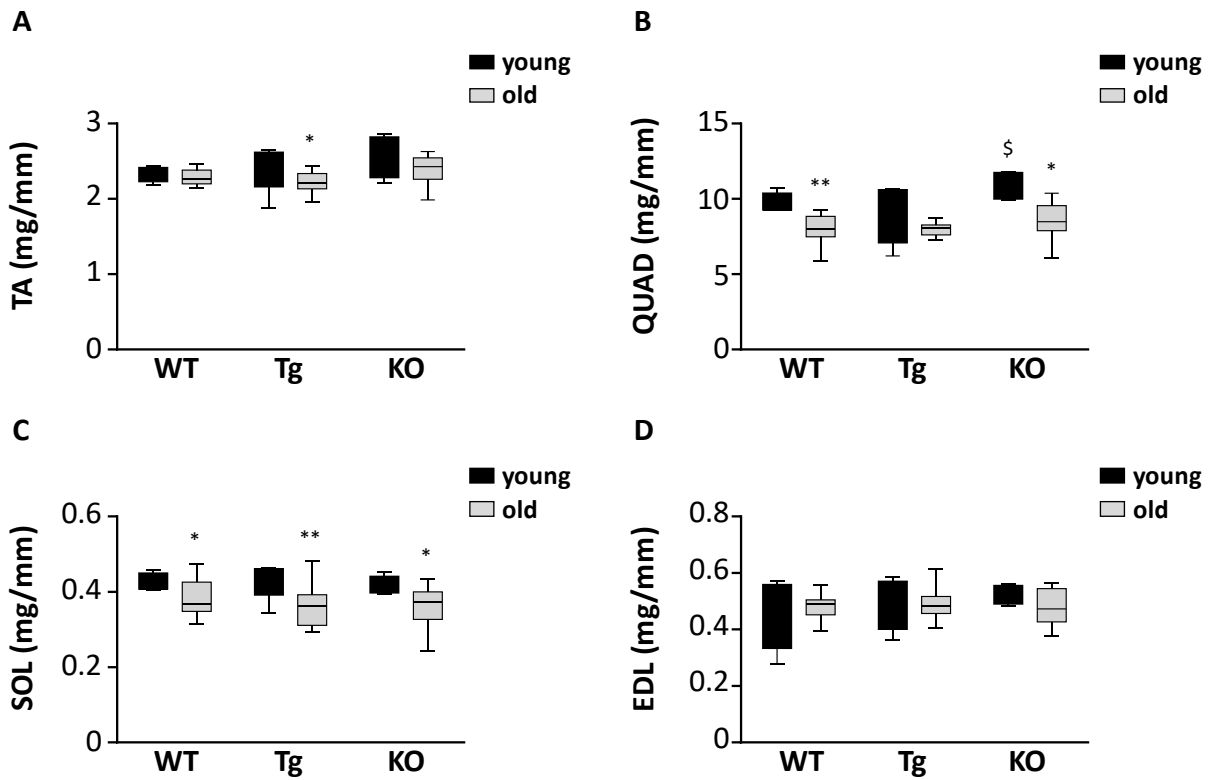 A
young
old
TA (mg/mm)
3
2
1
0
*
WT
Tg
KO
B
young
old
QUAD (mg/mm)
15
10
5
0
**
$
*
WT
Tg
KO
C
young
old
SOL (mg/mm)
0.6
0.4
0.2
0
*
**
*
WT
Tg
KO
D
young
old
EDL (mg/mm)
0.8
0.6
0.4
0.2
0
WT
Tg
KO